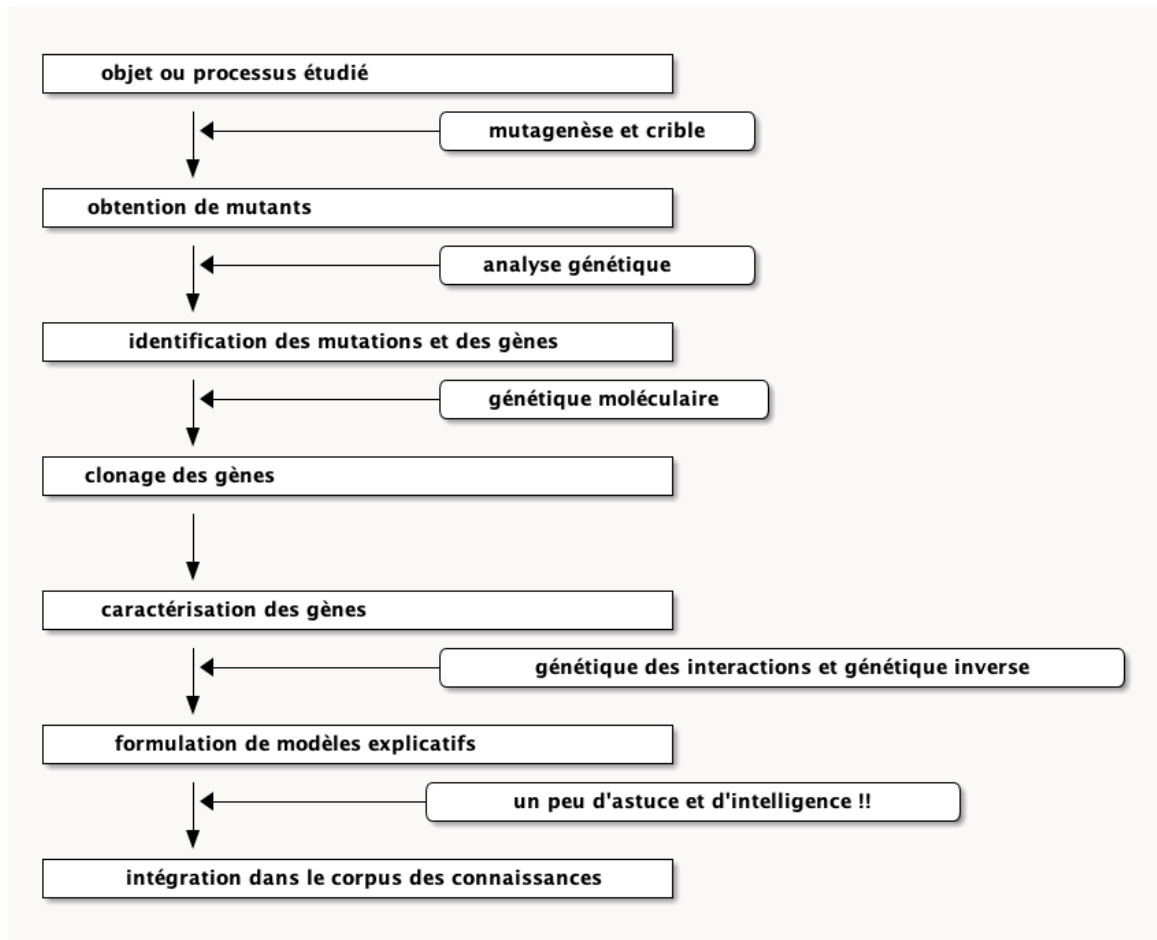 objet ou processus étudié
mutagenèse et crible
obtention de mutants
analyse génétique
identification des mutations et des gènes
génétique moléculaire
clonage des gènes
caractérisation des gènes
génétique des interactions et génétique inverse
formulation de modèles explicatifs
un peu d'astuce et d'intelligence !!
intégration dans le corpus des connaissances